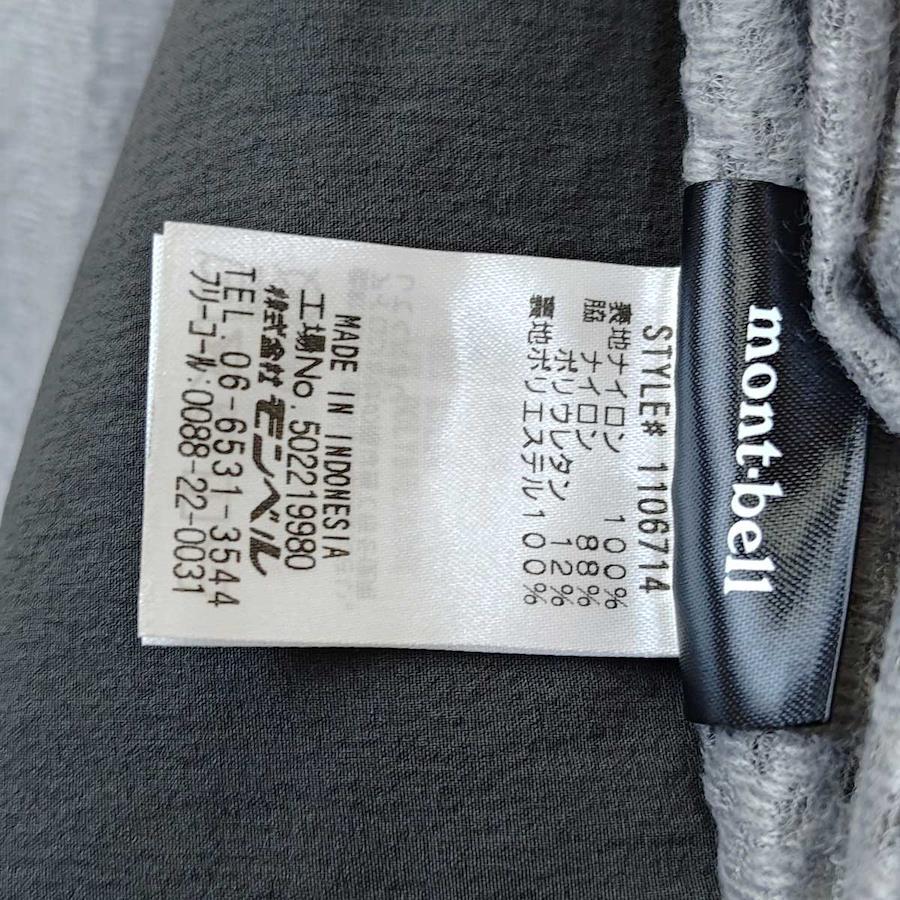 mont-bell
STYLE# 1106714
表地ナイロン 100%
脇 ナイロン 88%
ポリウレタン 12%
裏地ポリエステル100%
MADE IN INDONESIA
工場No. 502219980
株式会社モンベル
TEL. 06-6531-3544
フリーコール:0088-22-0031